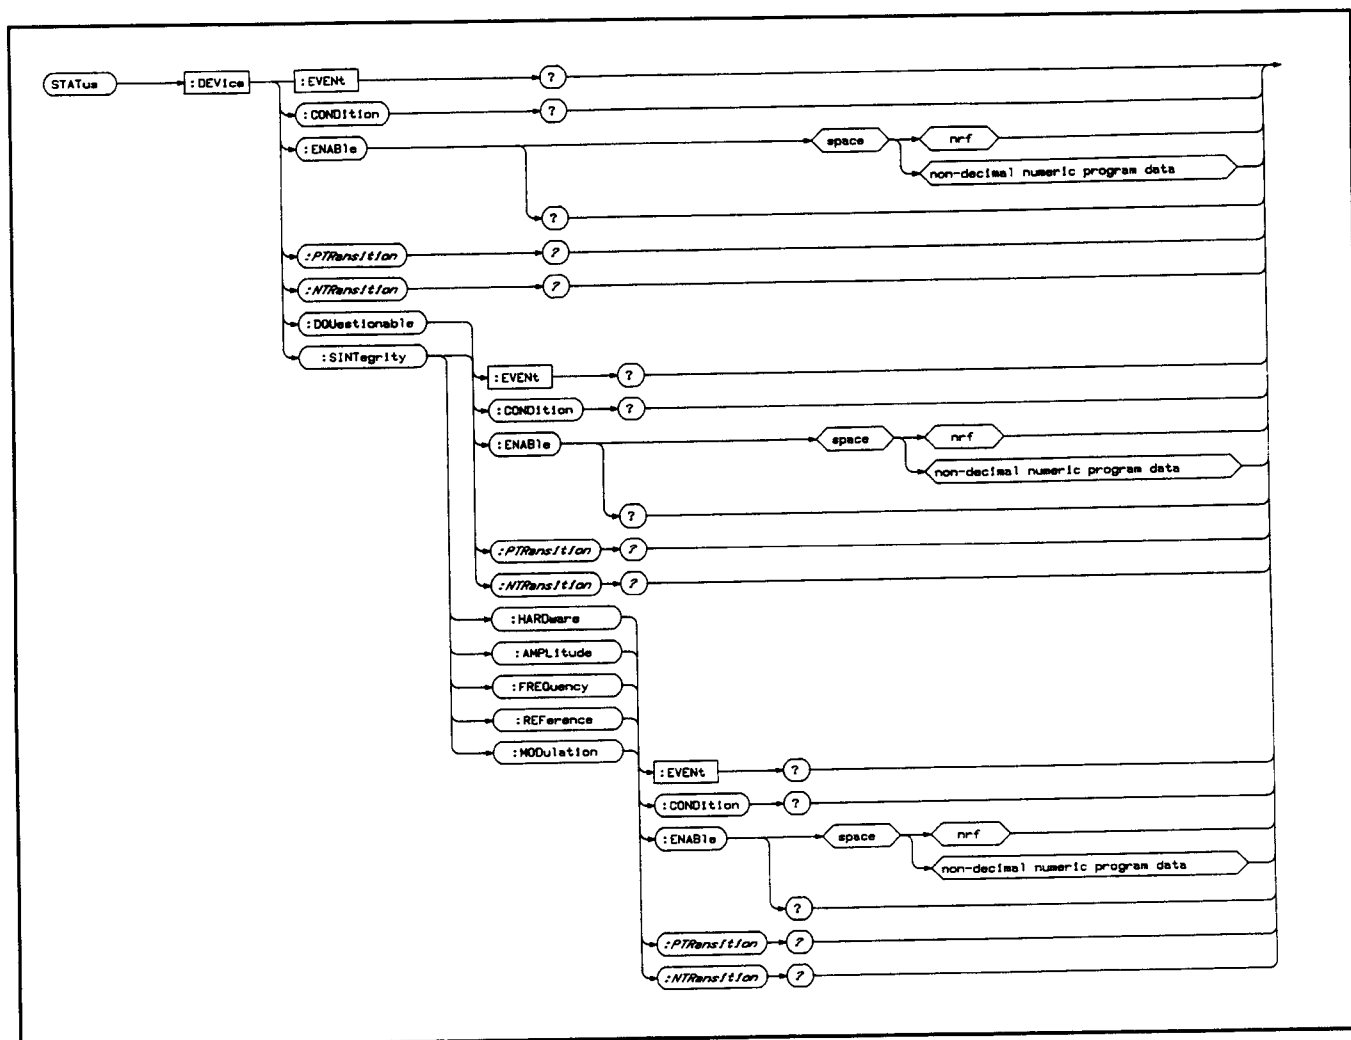 STATus :DEVice :EVENt ?
:CONDition ?
:ENABle space nrf
non-decimal numeric program data
?
:PTRansition ?
:NTRansition ?
:DQUestionable
:SINTegrity
:EVENt ?
:CONDition ?
:ENABle space nrf
non-decimal numeric program data
?
:PTRansition ?
:NTRansition ?
:HARDware
:AMPLitude
:FREQuency
:REFerence
:MODulation
:EVENt ?
:CONDition ?
:ENABle space nrf
non-decimal numeric program data
?
:PTRansition ?
:NTRansition ?